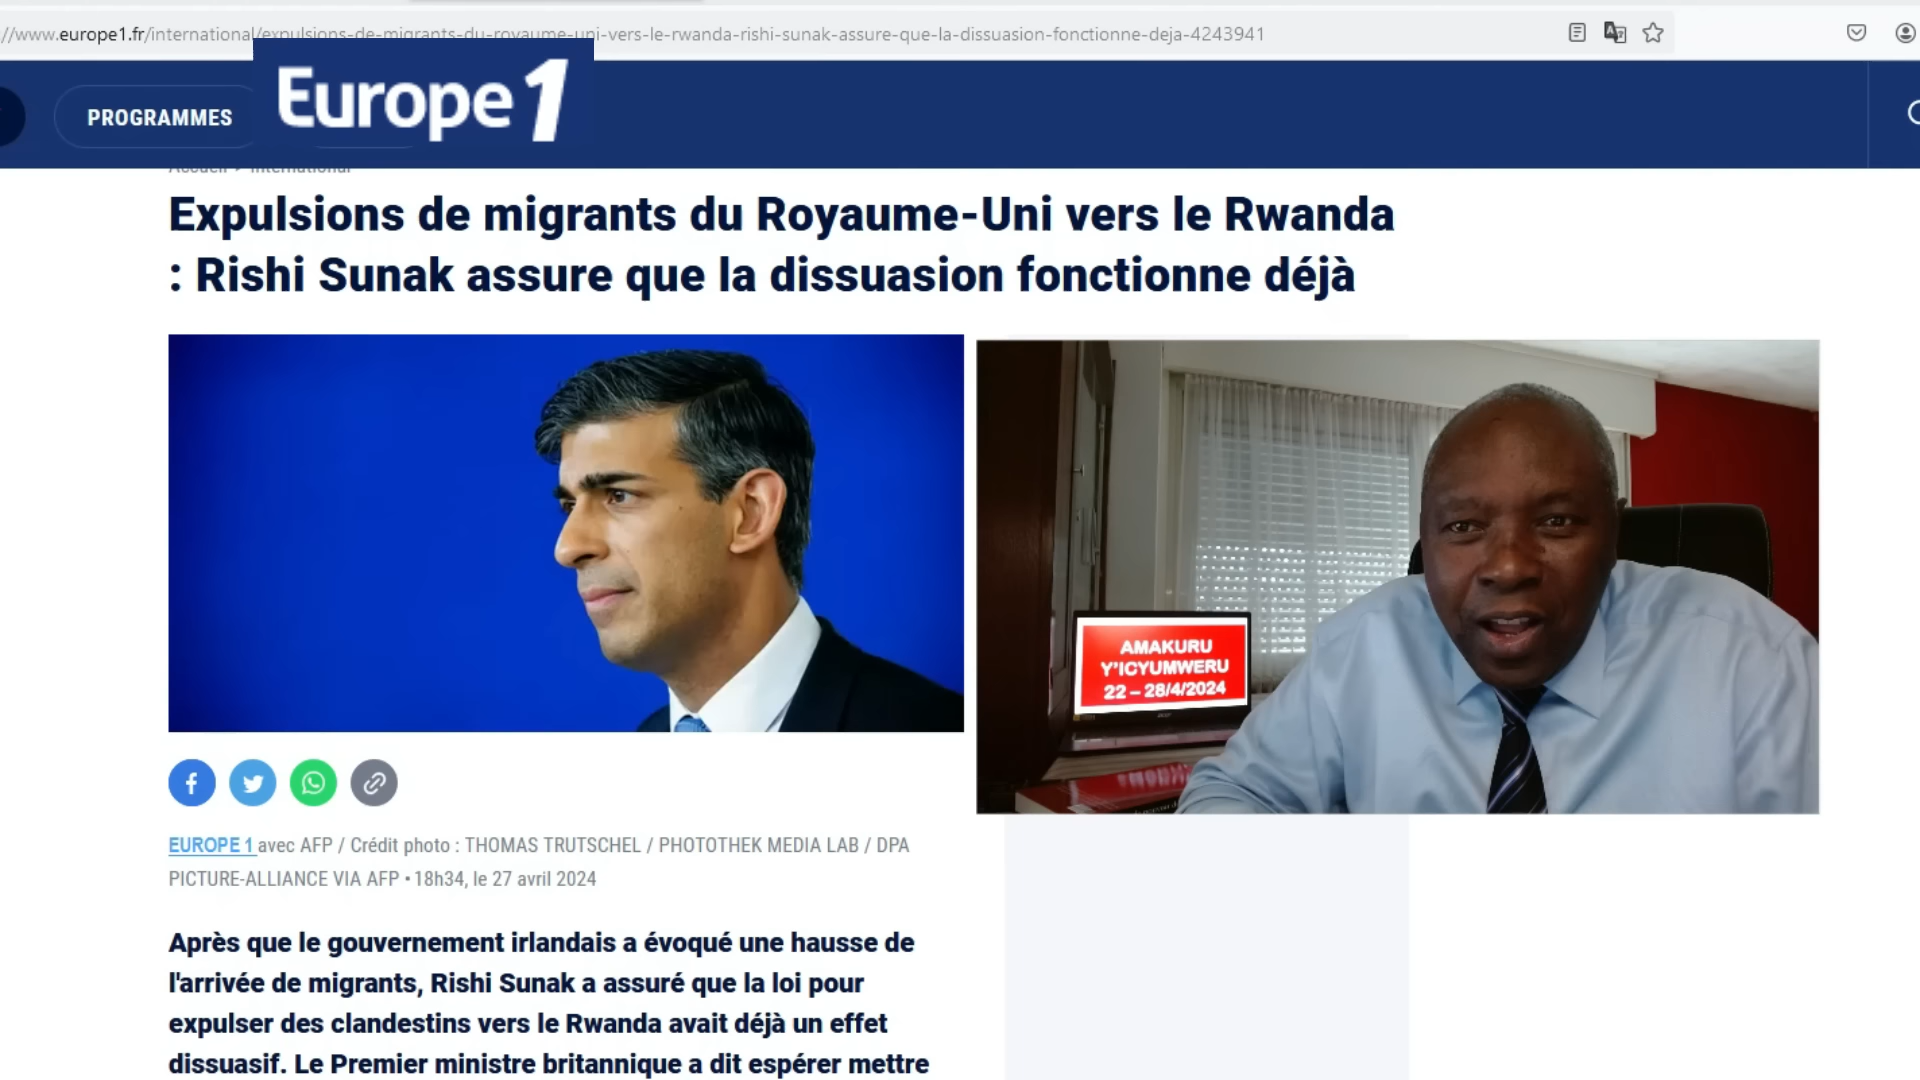 //www.europe1.fr/international/expulsions-de-migrants-du-royaume-uni-vers-le-rwanda-rishi-sunak-assure-que-la-dissuasion-fonctionne-deja-4243941
PROGRAMMES
Europe 1
Accueil > International
Expulsions de migrants du Royaume-Uni vers le Rwanda
: Rishi Sunak assure que la dissuasion fonctionne déjà
AMAKURU
Y'ICYUMWERU
22 – 28/4/2024
EUROPE 1 avec AFP / Crédit photo : THOMAS TRUTSCHEL / PHOTOTHEK MEDIA LAB / DPA
PICTURE-ALLIANCE VIA AFP • 18h34, le 27 avril 2024
Après que le gouvernement irlandais a évoqué une hausse de
l'arrivée de migrants, Rishi Sunak a assuré que la loi pour
expulser des clandestins vers le Rwanda avait déjà un effet
dissuasif. Le Premier ministre britannique a dit espérer mettre